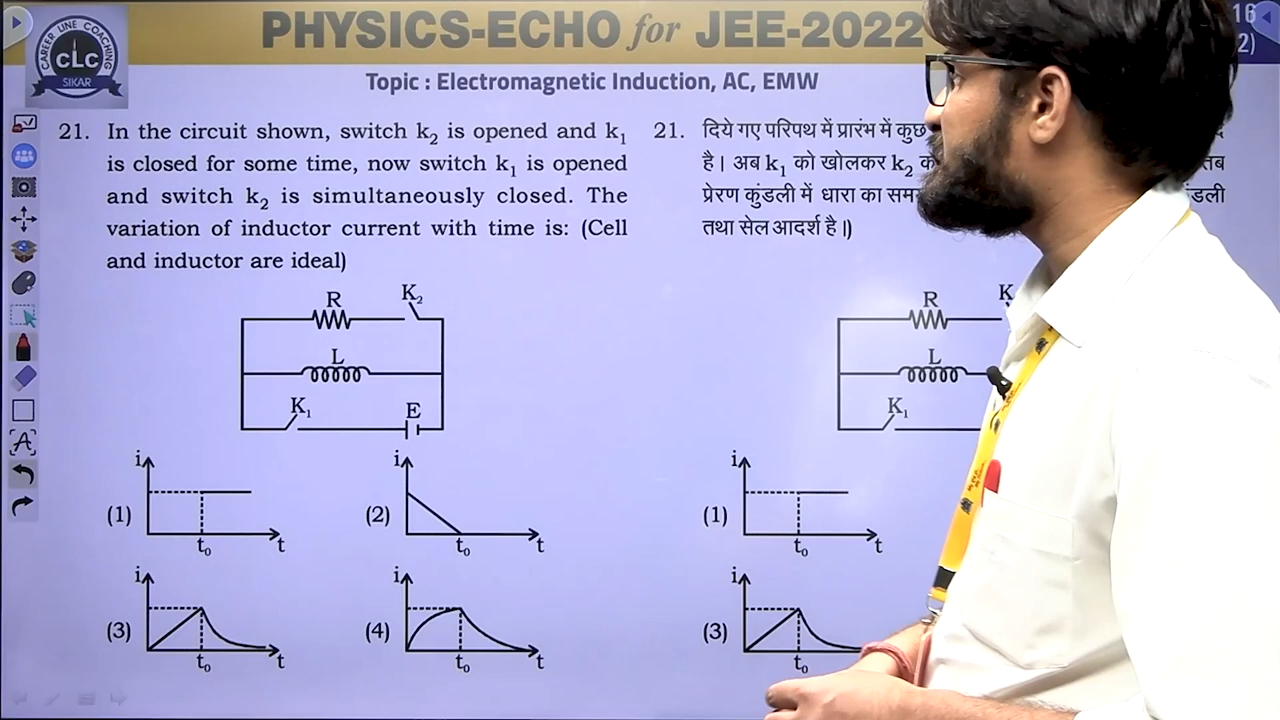 PHYSICS-ECHO for JEE-2022
16
2)
CAREER LINE COACHING
CLC
SIKAR
Topic : Electromagnetic Induction, AC, EMW
21. In the circuit shown, switch k₂ is opened and k₁
is closed for some time, now switch k₁ is opened
and switch k₂ is simultaneously closed. The
variation of inductor current with time is: (Cell
and inductor are ideal)
R K₂
L
K₁ E
i
(1)
t₀ t
i
(2)
t₀ t
i
(3)
t₀ t
i
(4)
t₀ t
21. दिये गए परिपथ में प्रारंभ में कुछ
है। अब k₁ को खोलकर k₂ तब
प्रेरण कुंडली में धारा का
तथा सेल आदर्श है।)
R K
L
K₁
i
(1)
t₀ t
i
(3)
t₀
A